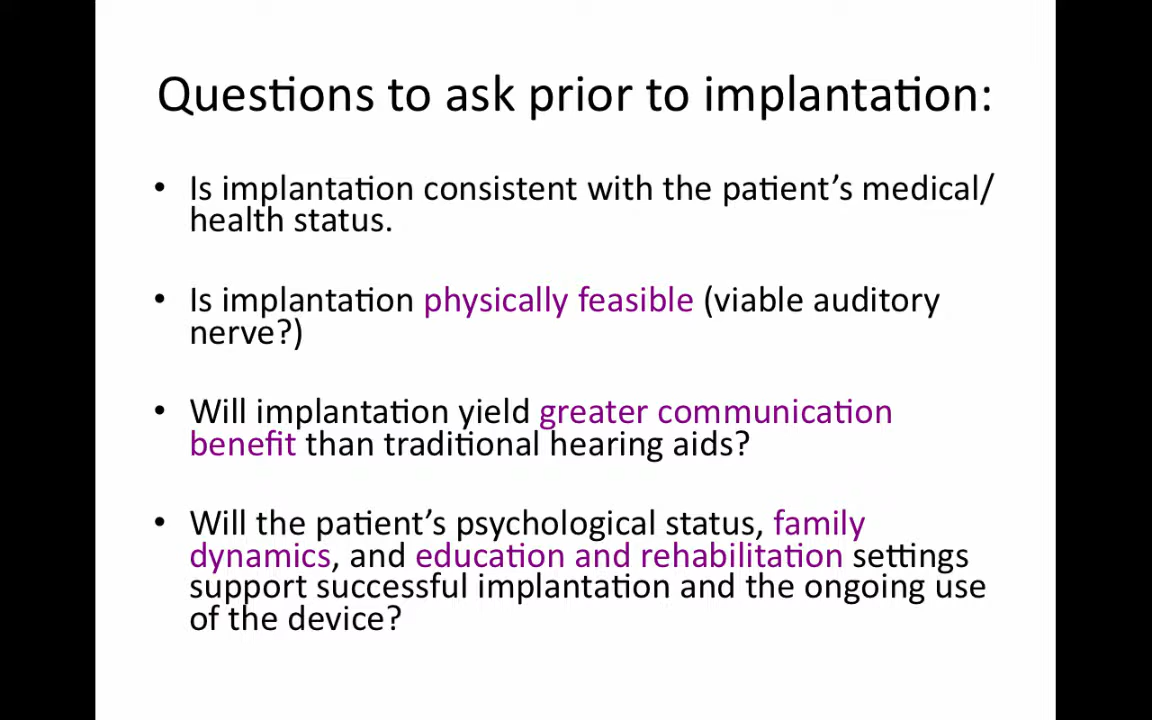 Questions to ask prior to implantation:
• Is implantation consistent with the patient’s medical/
health status.
• Is implantation physically feasible (viable auditory
nerve?)
• Will implantation yield greater communication
benefit than traditional hearing aids?
• Will the patient’s psychological status, family
dynamics, and education and rehabilitation settings
support successful implantation and the ongoing use
of the device?